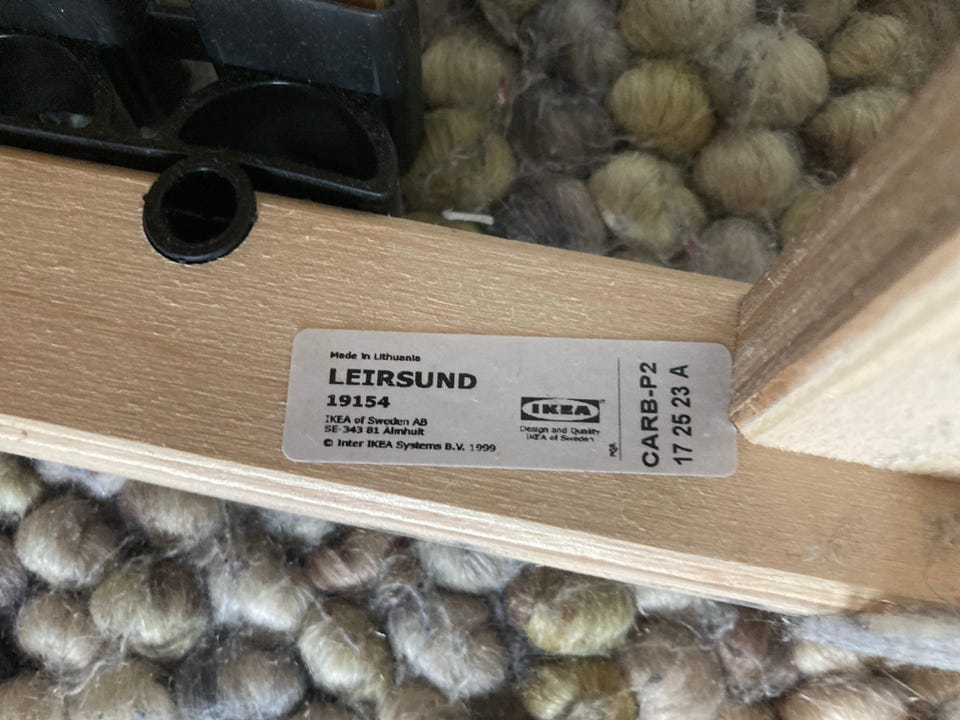 Made in Lithuania
LEIRSUND
19154
IKEA of Sweden AB
SE-343 81 Älmhult
© Inter IKEA Systems B.V. 1999
IKEA
Design and Quality
IKEA of Sweden
CARB-P2
17 25 23 A